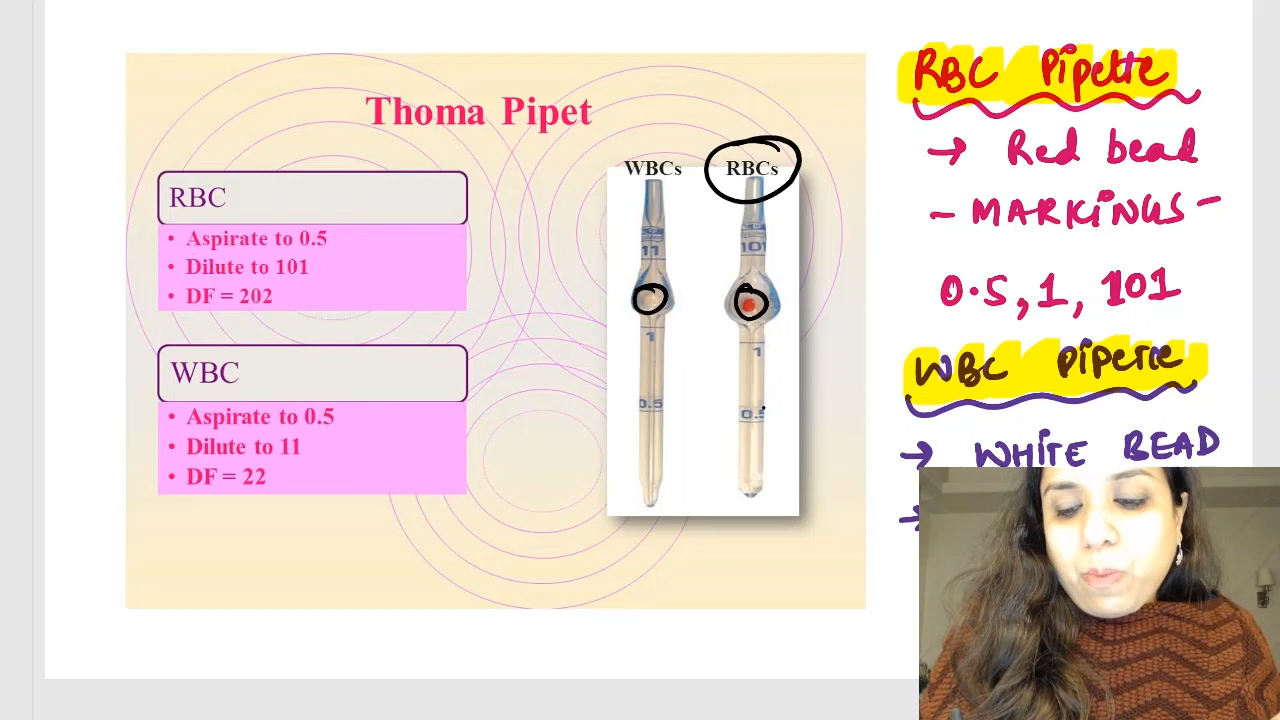 Thoma Pipet
RBC
• Aspirate to 0.5
• Dilute to 101
• DF = 202
WBC
• Aspirate to 0.5
• Dilute to 11
• DF = 22
WBCs
RBCs
11
101
1
1
0.5
0.5
RBC Pipette
→ Red bead
- MARKINGS -
0.5, 1, 101
WBC Pipette
→ WHITE BEAD
→